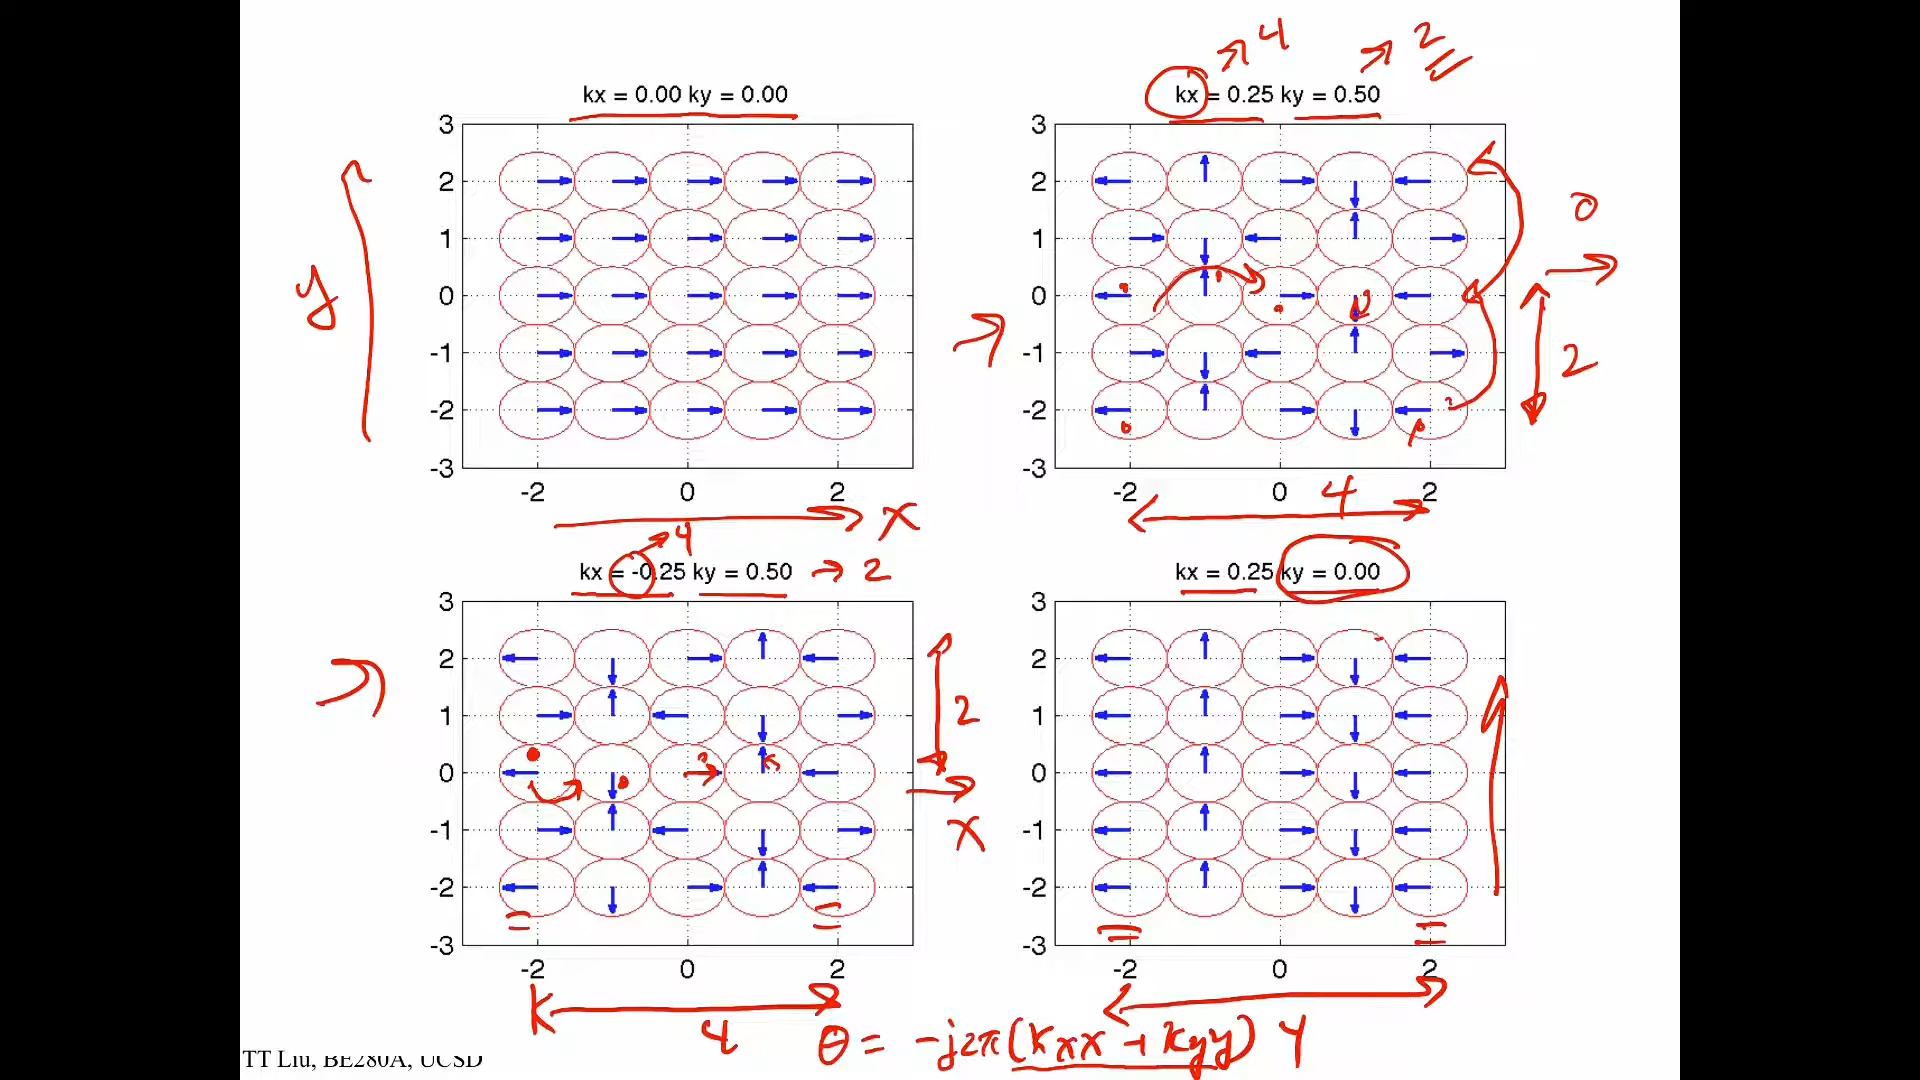 4 2
kx = 0.00 ky = 0.00
kx = 0.25 ky = 0.50
3
2
1
0
-1
-2
-3
-2 0 2
3
2
1
0
-1
-2
-3
-2 0 2
y
x
0
2
4
4
kx = -0.25 ky = 0.50 → 2
kx = 0.25 ky = 0.00
3
2
1
0
-1
-2
-3
-2 0 2
3
2
1
0
-1
-2
-3
-2 0 2
2
x
4
4
θ = -j2π(kxx + kyy)
TT Liu, BE280A, UCSD